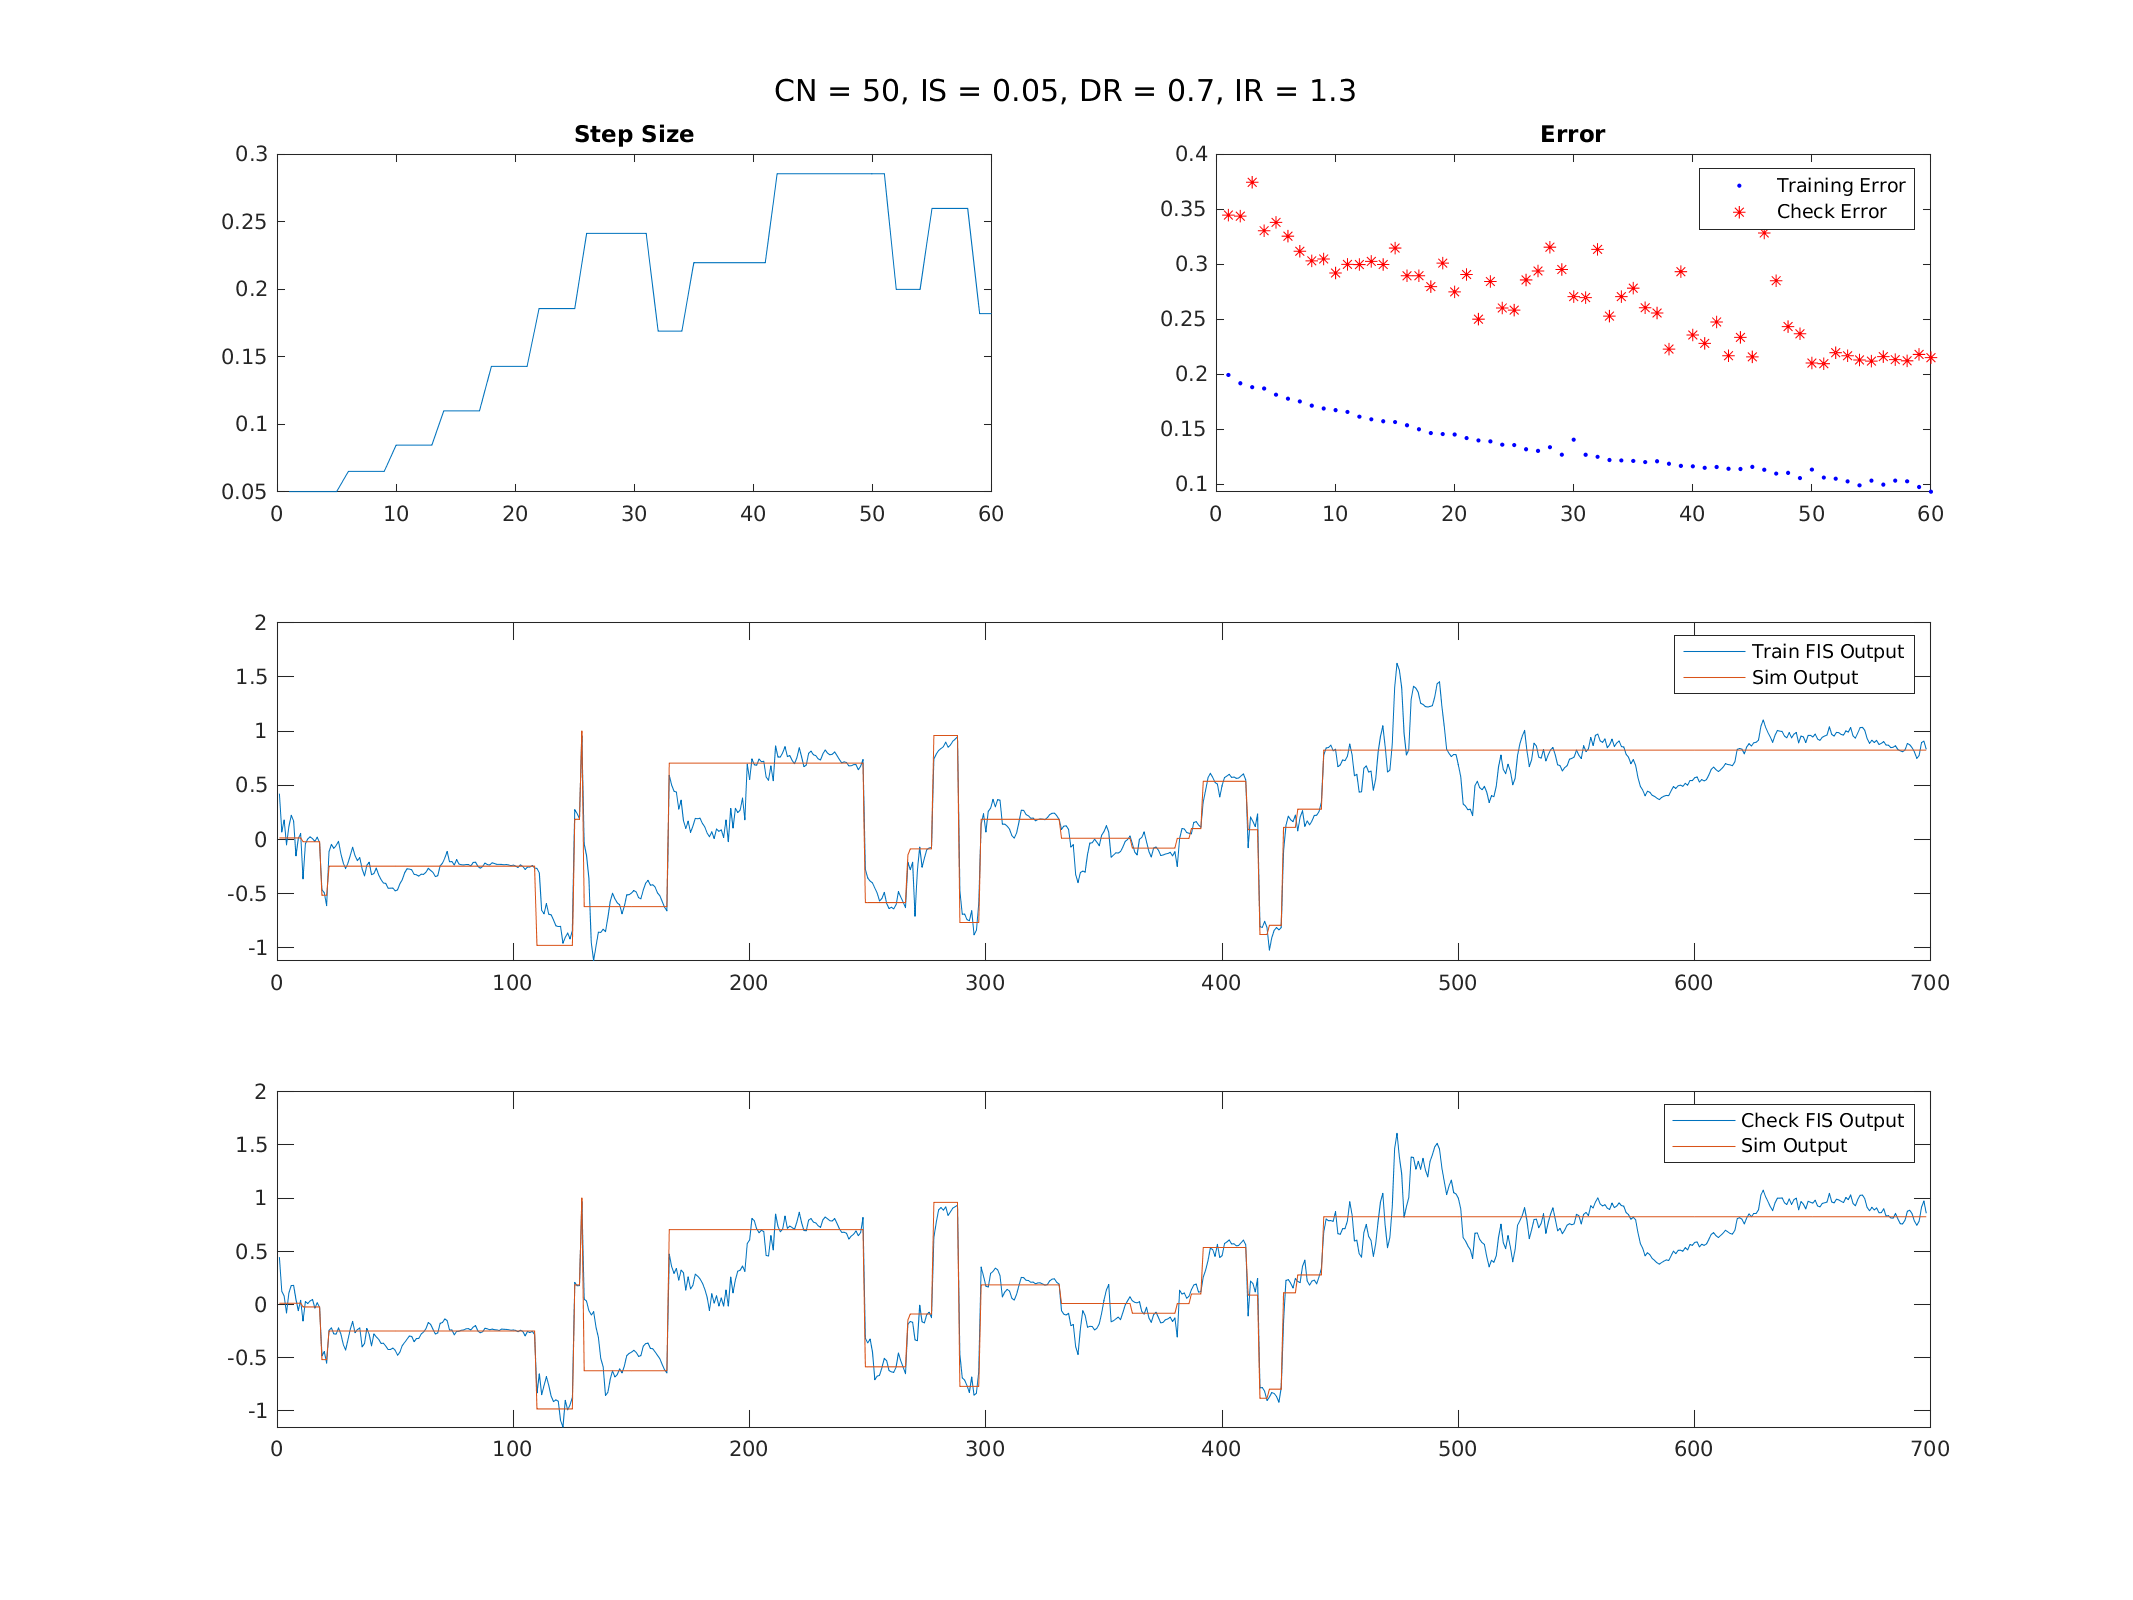 CN = 50, IS = 0.05, DR = 0.7, IR = 1.3
Step Size
0.3
0.25
0.2
0.15
0.1
0.05
0 10 20 30 40 50 60
Error
0.4
0.35
0.3
0.25
0.2
0.15
0.1
0 10 20 30 40 50 60
Training Error
Check Error
2
1.5
1
0.5
0
-0.5
-1
0 100 200 300 400 500 600 700
Train FIS Output
Sim Output
2
1.5
1
0.5
0
-0.5
-1
0 100 200 300 400 500 600 700
Check FIS Output
Sim Output